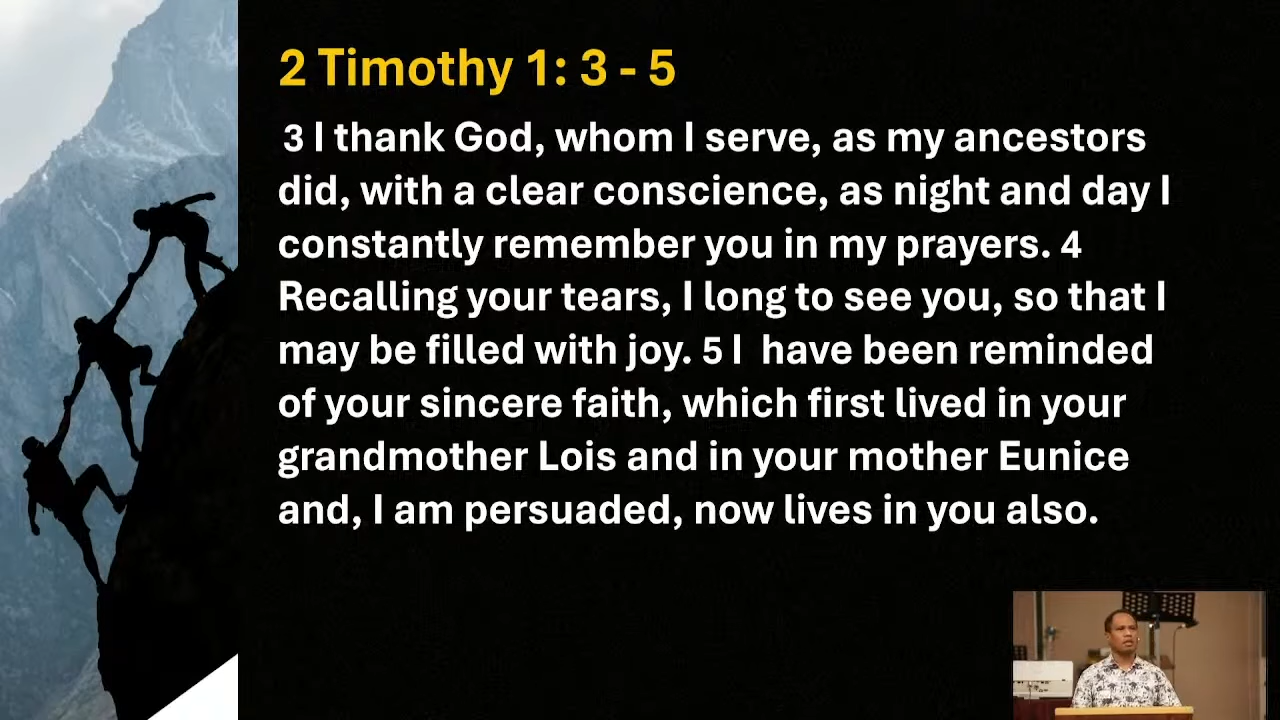 2 Timothy 1: 3 - 5
3 I thank God, whom I serve, as my ancestors
did, with a clear conscience, as night and day I
constantly remember you in my prayers. 4
Recalling your tears, I long to see you, so that I
may be filled with joy. 5 I  have been reminded
of your sincere faith, which first lived in your
grandmother Lois and in your mother Eunice
and, I am persuaded, now lives in you also.